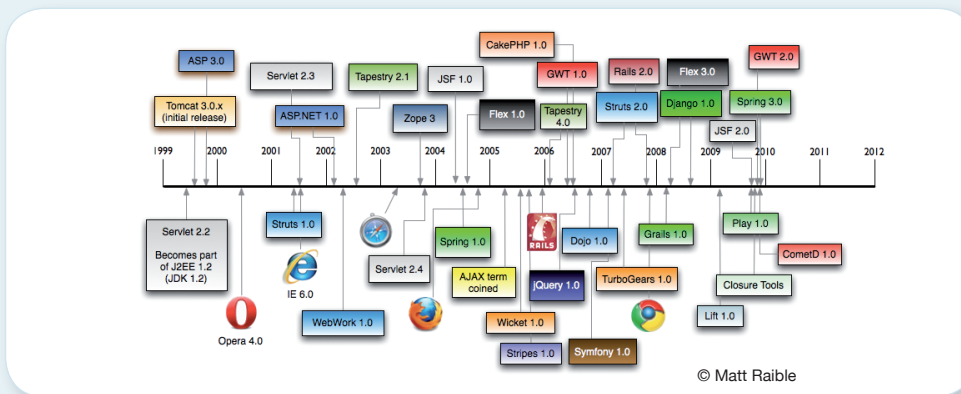 CakePHP 1.0
ASP 3.0
Servlet 2.3
Tapestry 2.1
JSF 1.0
GWT 1.0
Rails 2.0
Flex 3.0
GWT 2.0
Tomcat 3.0.x
(initial release)
ASP.NET 1.0
Zope 3
Flex 1.0
Tapestry
4.0
Struts 2.0
Django 1.0
Spring 3.0
JSF 2.0
1999 2000 2001 2002 2003 2004 2005 2006 2007 2008 2009 2010 2011 2012
Servlet 2.2
Becomes part
of J2EE 1.2
(JDK 1.2)
Struts 1.0
IE 6.0
Opera 4.0
WebWork 1.0
Servlet 2.4
Spring 1.0
AJAX term
coined
RAILS
Wicket 1.0
Stripes 1.0
jQuery 1.0
Dojo 1.0
Symfony 1.0
TurboGears 1.0
Grails 1.0
Play 1.0
CometD 1.0
Closure Tools
Lift 1.0
© Matt Raible